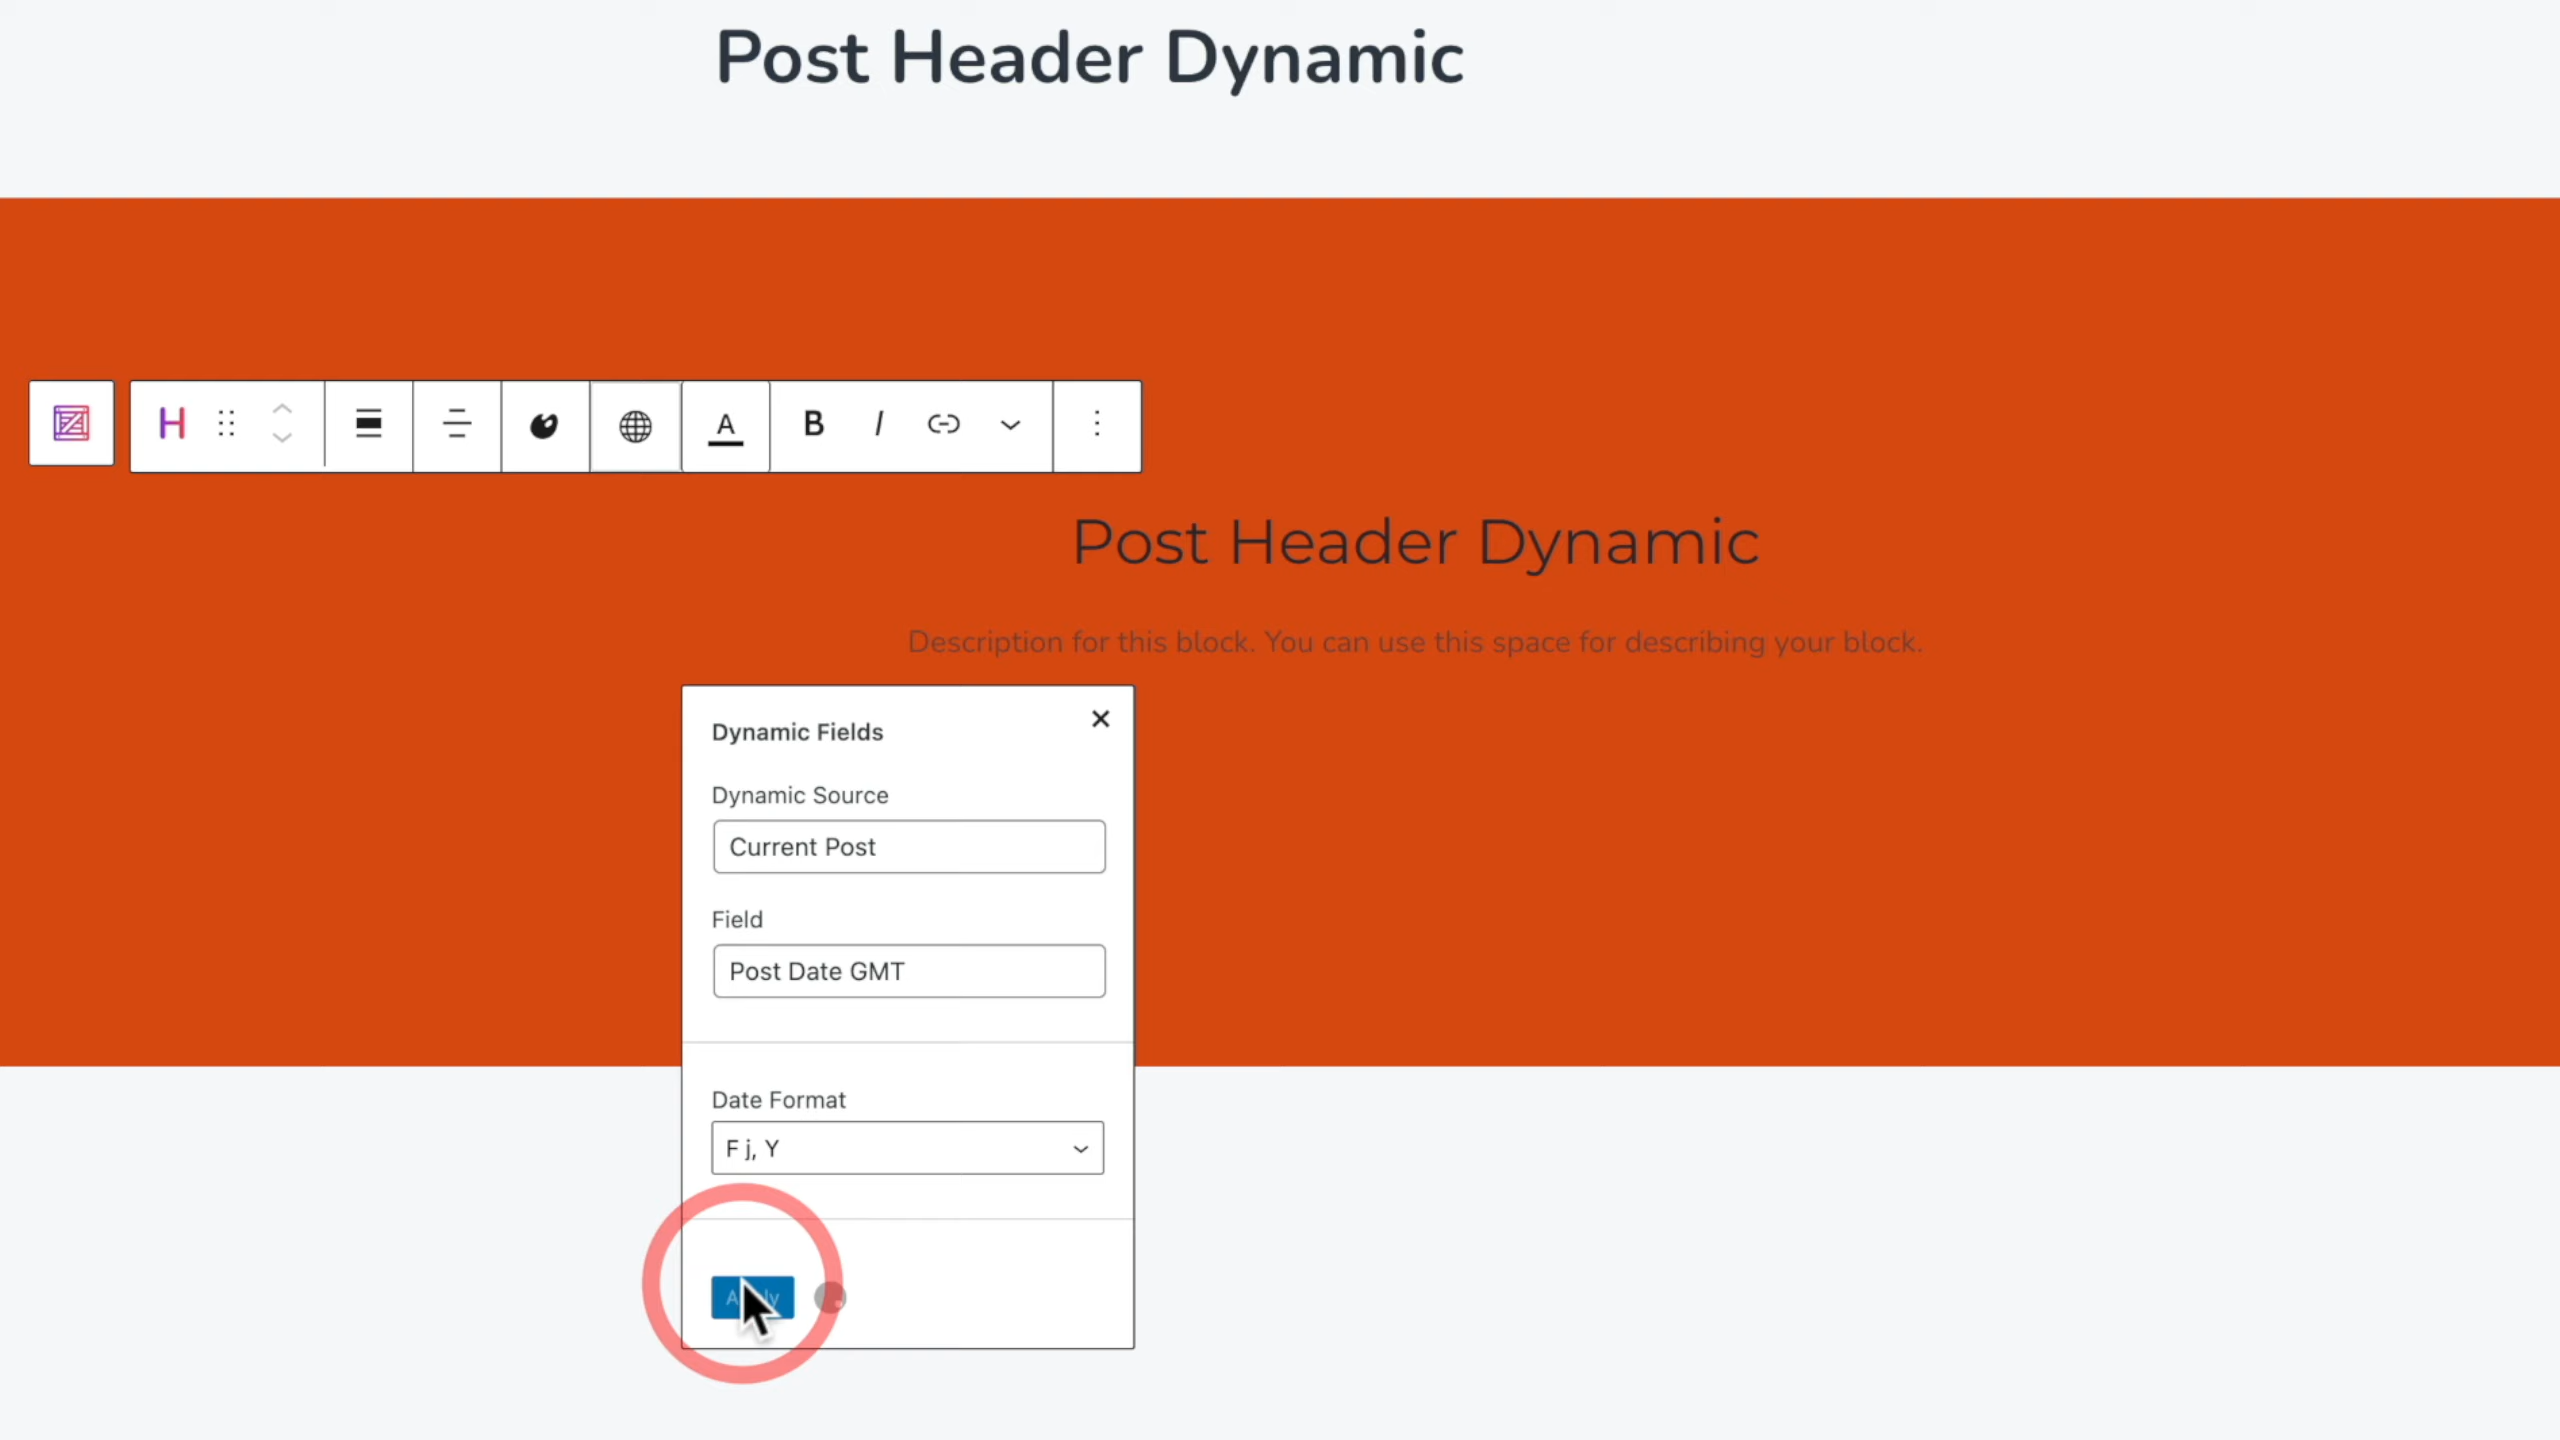 Post Header Dynamic
H
A
B
I
Post Header Dynamic
Description for this block. You can use this space for describing your block.
Dynamic Fields
Dynamic Source
Current Post
Field
Post Date GMT
Date Format
F j, Y